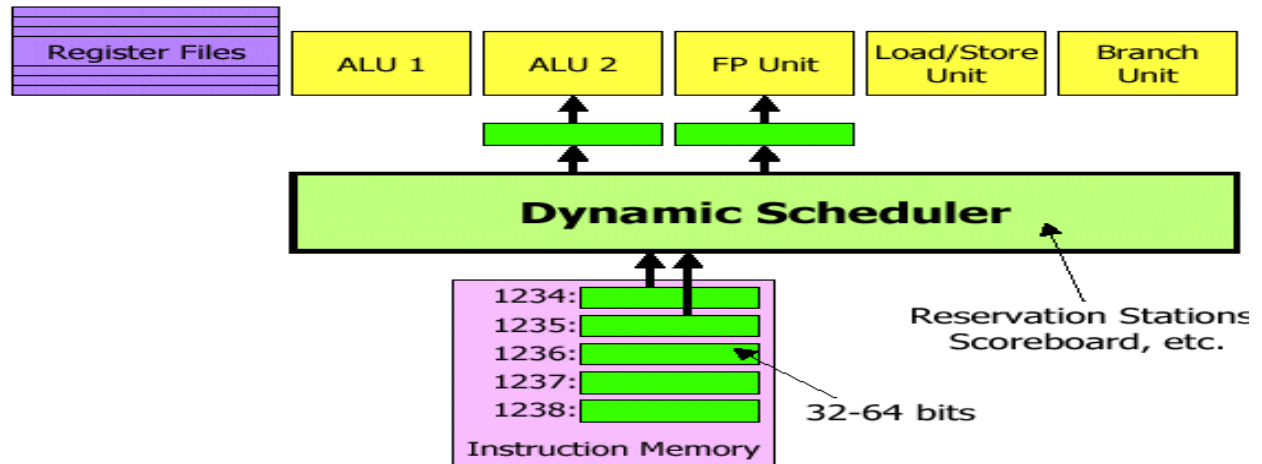 Register Files
ALU 1
ALU 2
FP Unit
Load/Store
Unit
Branch
Unit
Dynamic Scheduler
1234:
1235:
1236:
1237:
1238:
Instruction Memory
Reservation Stations
Scoreboard, etc.
32-64 bits